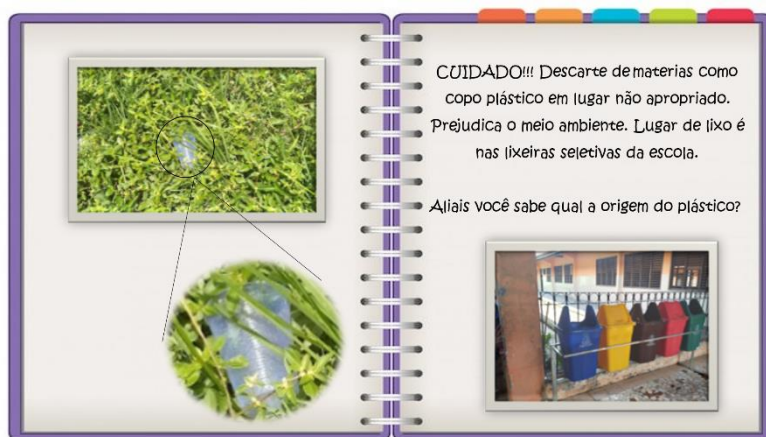 CUIDADO!!! Descarte de materias como
copo plástico em lugar não apropriado.
Prejudica o meio ambiente. Lugar de lixo é
nas lixeiras seletivas da escola.
Aliais você sabe qual a origem do plástico?